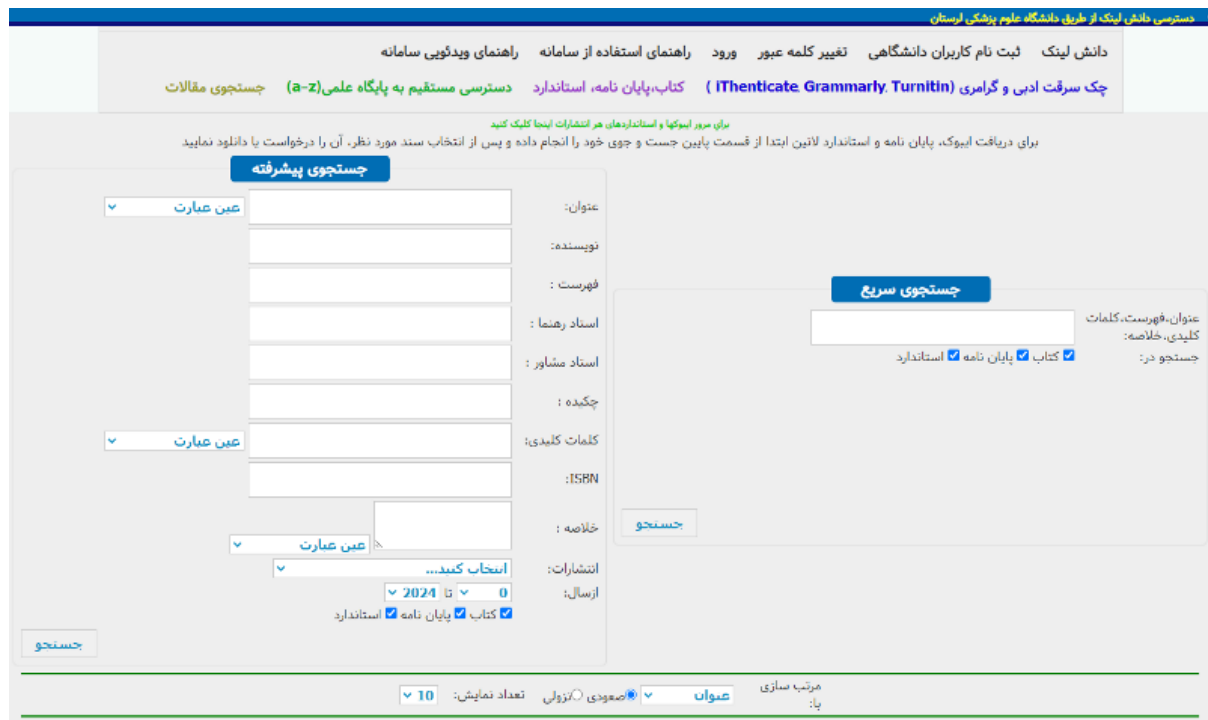 دسترسی دانش لینک از طریق دانشگاه علوم پزشکی لرستان
دانش لینک ثبت نام کاربران دانشگاهی تغییر کلمه عبور ورود راهنمای استفاده از سامانه راهنمای ویدئویی سامانه
چک سرقت ادبی و گرامری (iThenticate, Grammarly, Turnitin ) کتاب،پایان نامه، استاندارد دسترسی مستقیم به پایگاه علمی(a-z) جستجوی مقالات
برای مرور ایبوکها و استانداردهای هر انتشارات اینجا کلیک کنید
برای دریافت ایبوک، پایان نامه و استاندارد لاتین ابتدا از قسمت پایین جست و جوی خود را انجام داده و پس از انتخاب سند مورد نظر، آن را درخواست یا دانلود نمایید
جستجوی سریع
عنوان،فهرست،کلمات
کلیدی،خلاصه:
جستجو در: کتاب پایان نامه استاندارد
جستجو
جستجوی پیشرفته
عنوان: عین عبارت
نویسنده:
فهرست :
استاد رهنما :
استاد مشاور :
چکیده :
کلمات کلیدی: عین عبارت
ISBN:
خلاصه : عین عبارت
انتشارات: انتخاب کنید...
ازسال: 0 تا 2024
کتاب پایان نامه استاندارد
جستجو
مرتب سازی
با: عنوان صعودی نزولی تعداد نمایش: 10